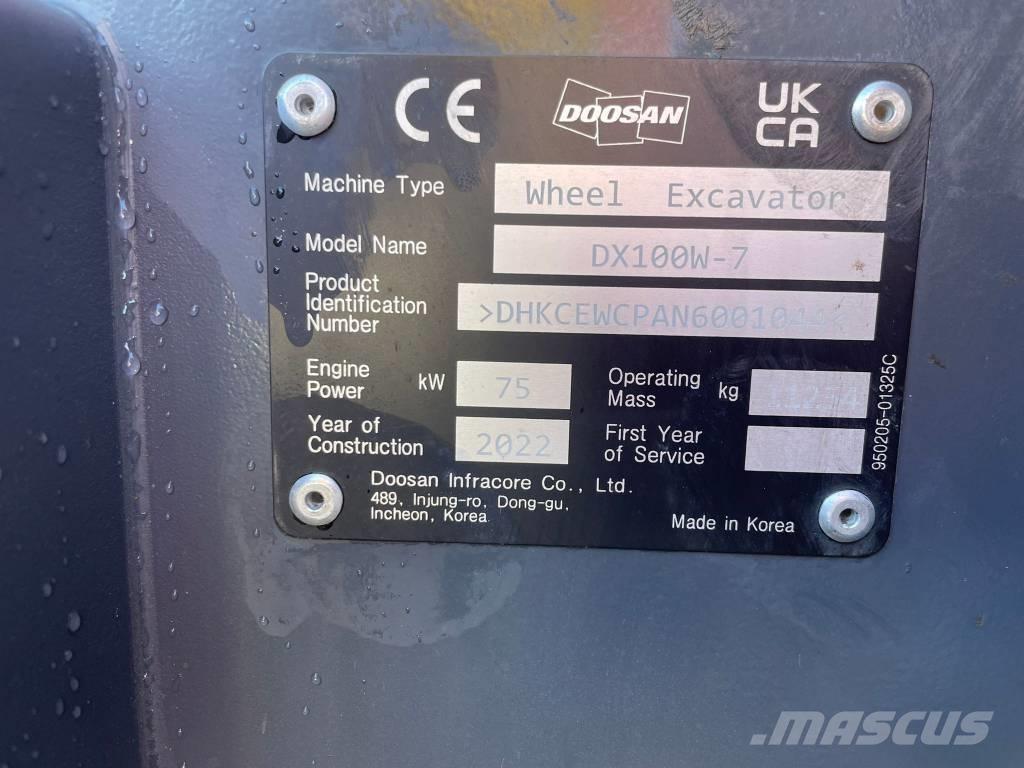 CE DOOSAN UK
CA
Machine Type Wheel Excavator
Model Name DX100W-7
Product
Identification
Number
Engine
Power kW 75
Operating
Mass kg
Year of
Construction 2022
First Year
of Service
950205-01325C
Doosan Infracore Co., Ltd.
489, Injung-ro, Dong-gu,
Incheon, Korea
Made in Korea
MASCUS